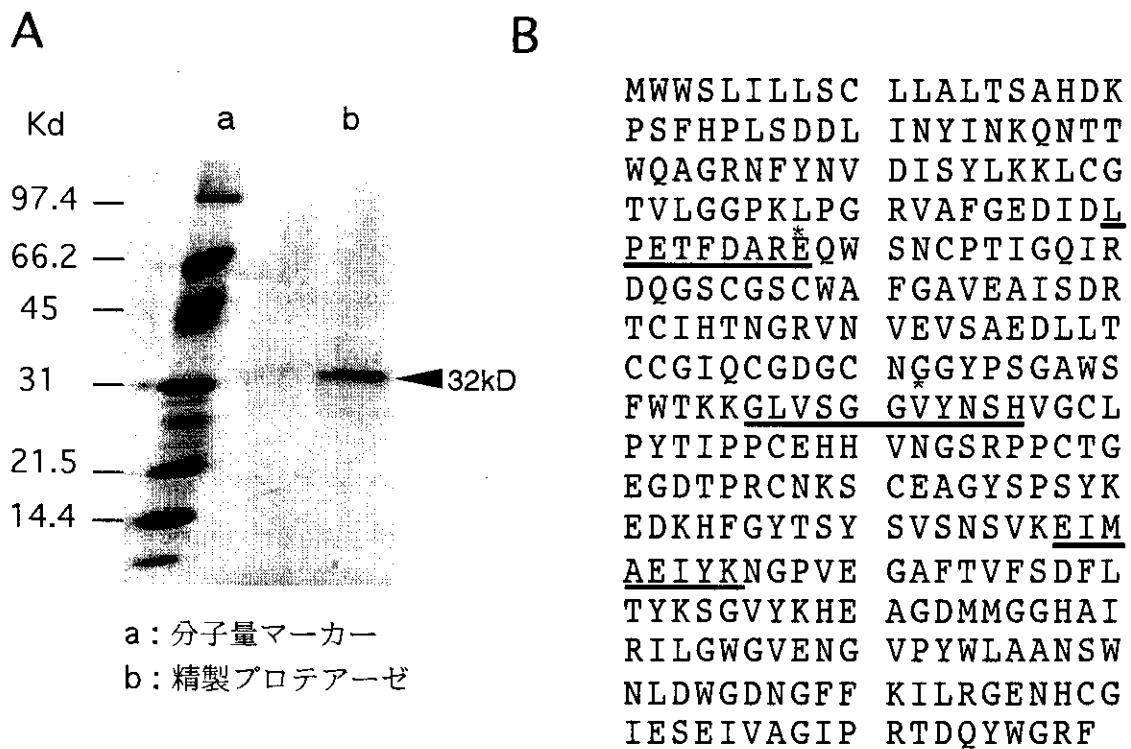 A
B
Kd a b
97.4
66.2
45
31
32kD
21.5
14.4
a：分子量マーカー
b：精製プロテアーゼ
MWWSLILLSC LLALTSAHDK
PSFHPLSDDL INYINKQNTT
WQAGRNFYNV DISYLKKLCG
TVLGGPKLPG RVAFGEDIDL
*
PETFDAREQW SNCPTIGQIR
DQGSCGSCWA FGAVEAISDR
TCIHTNGRVN VEVSAEDLLT
CCGIQCGDGC NGGYPSGAWS
*
FWTKKGLVSG GVYNSHVGCL
PYTIPPCEHH VNGSRPPCTG
EGDTPRCNKS CEAGYSPSYK
EDKHFGYTSY SVSNSVKEIM
AEIYKNGPVE GAFTVFSDFL
TYKSGVYKHE AGDMMGGHAI
RILGWGVENG VPYWLAANSW
NLDWGDNGFF KILRGENHCG
IESEIVAGIP RTDQYWGRF